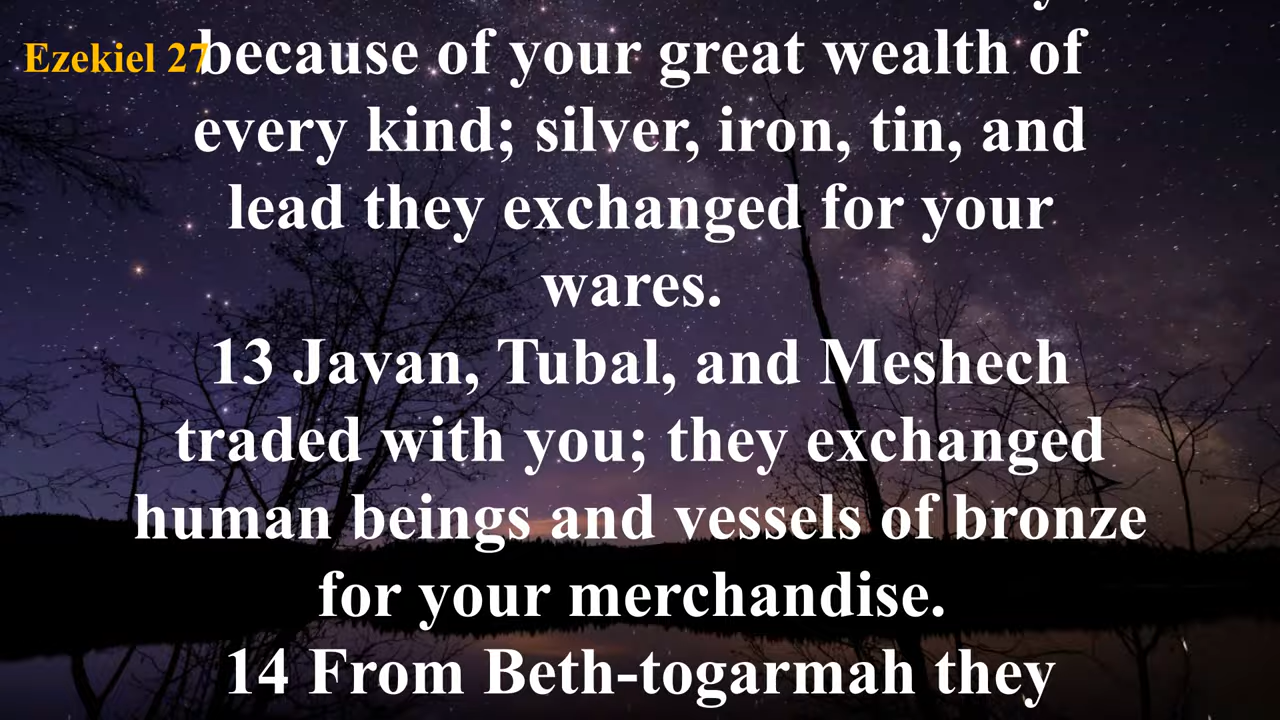 Ezekiel 27
because of your great wealth of
every kind; silver, iron, tin, and
lead they exchanged for your
wares.
13 Javan, Tubal, and Meshech
traded with you; they exchanged
human beings and vessels of bronze
for your merchandise.
14 From Beth-togarmah they